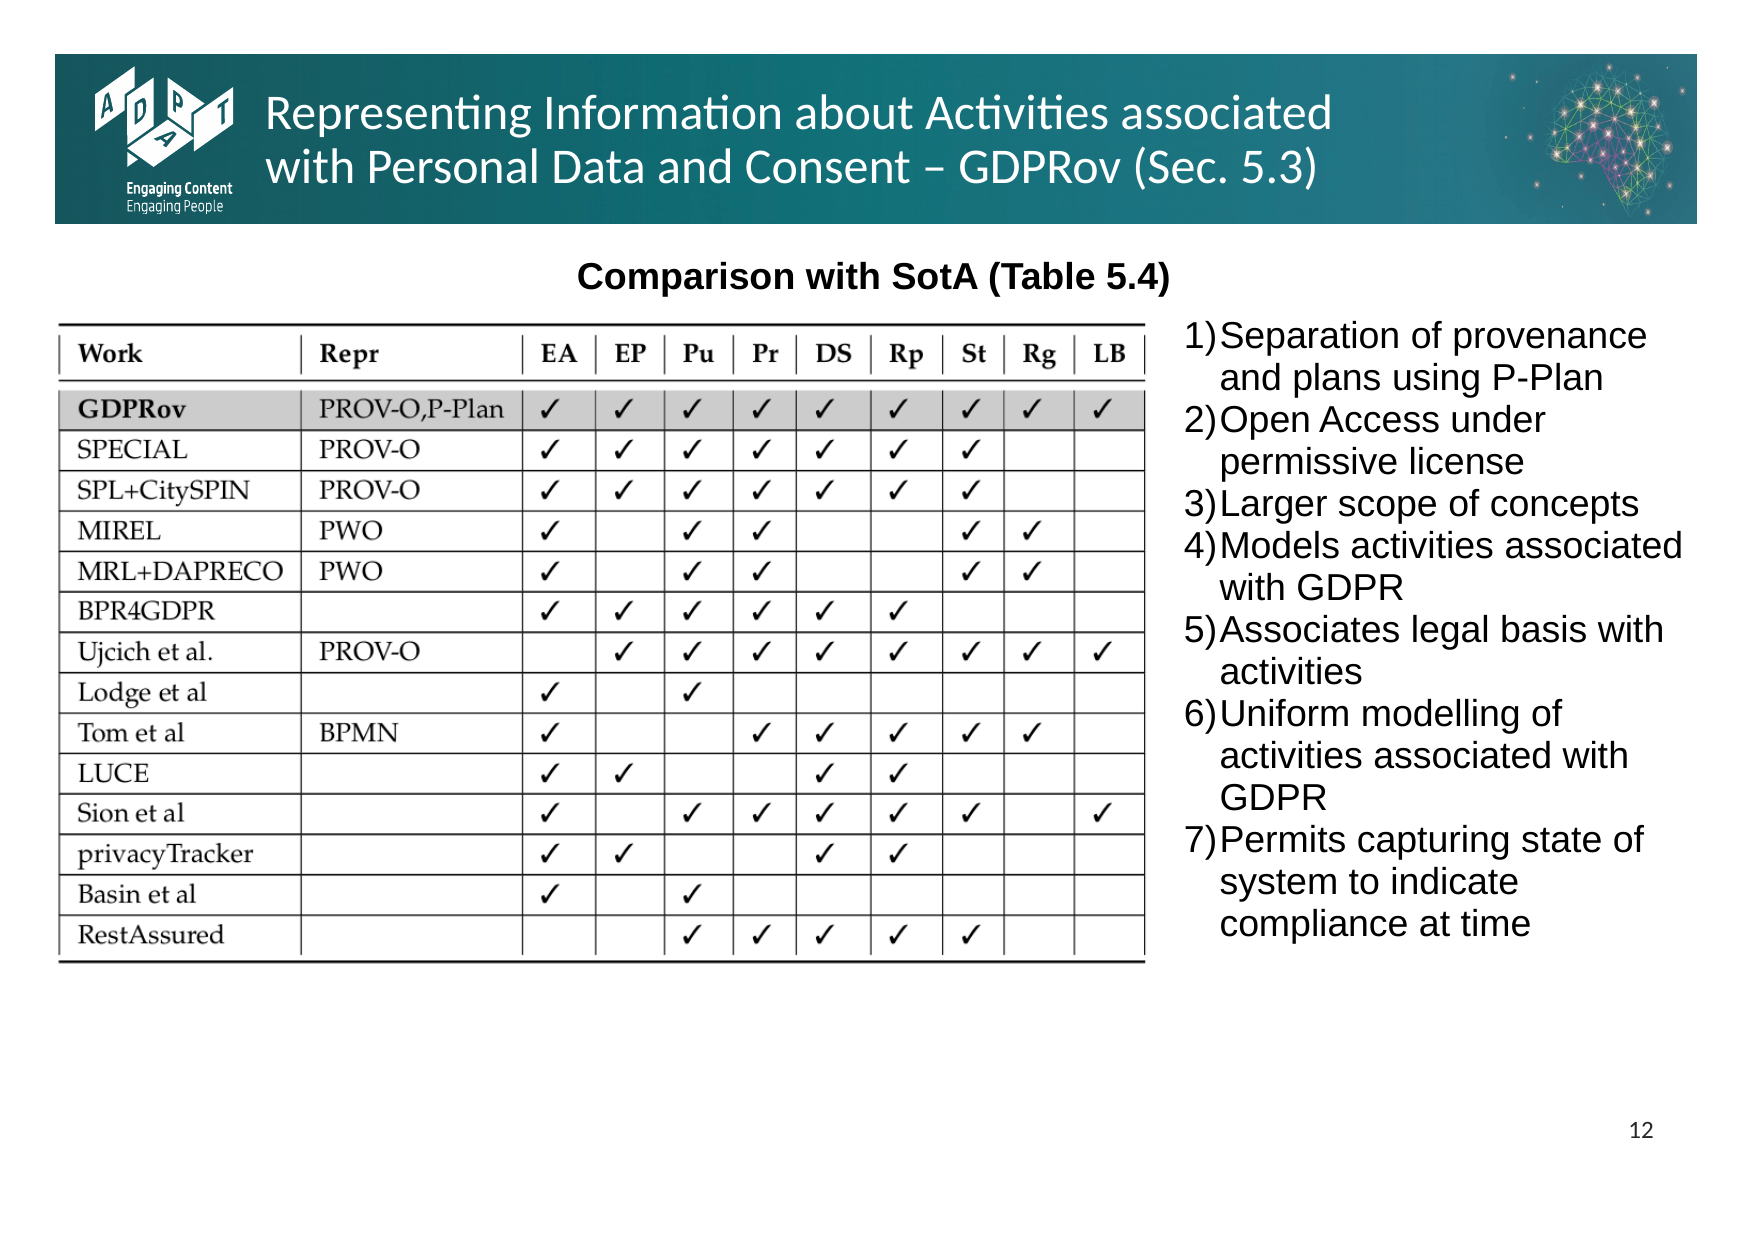 A D P T A
Engaging Content
Engaging People
Representing Information about Activities associated
with Personal Data and Consent – GDPRov (Sec. 5.3)
Comparison with SotA (Table 5.4)
Work Repr EA EP Pu Pr DS Rp St Rg LB
GDPRov PROV-O,P-Plan ✓ ✓ ✓ ✓ ✓ ✓ ✓ ✓ ✓
SPECIAL PROV-O ✓ ✓ ✓ ✓ ✓ ✓ ✓
SPL+CitySPIN PROV-O ✓ ✓ ✓ ✓ ✓ ✓ ✓
MIREL PWO ✓ ✓ ✓ ✓ ✓
MRL+DAPRECO PWO ✓ ✓ ✓ ✓ ✓
BPR4GDPR ✓ ✓ ✓ ✓ ✓ ✓
Ujcich et al. PROV-O ✓ ✓ ✓ ✓ ✓ ✓ ✓ ✓
Lodge et al ✓ ✓
Tom et al BPMN ✓ ✓ ✓ ✓ ✓ ✓
LUCE ✓ ✓ ✓ ✓
Sion et al ✓ ✓ ✓ ✓ ✓ ✓ ✓
privacyTracker ✓ ✓ ✓ ✓
Basin et al ✓ ✓
RestAssured ✓ ✓ ✓ ✓ ✓
1) Separation of provenance
and plans using P-Plan
2) Open Access under
permissive license
3) Larger scope of concepts
4) Models activities associated
with GDPR
5) Associates legal basis with
activities
6) Uniform modelling of
activities associated with
GDPR
7) Permits capturing state of
system to indicate
compliance at time
12